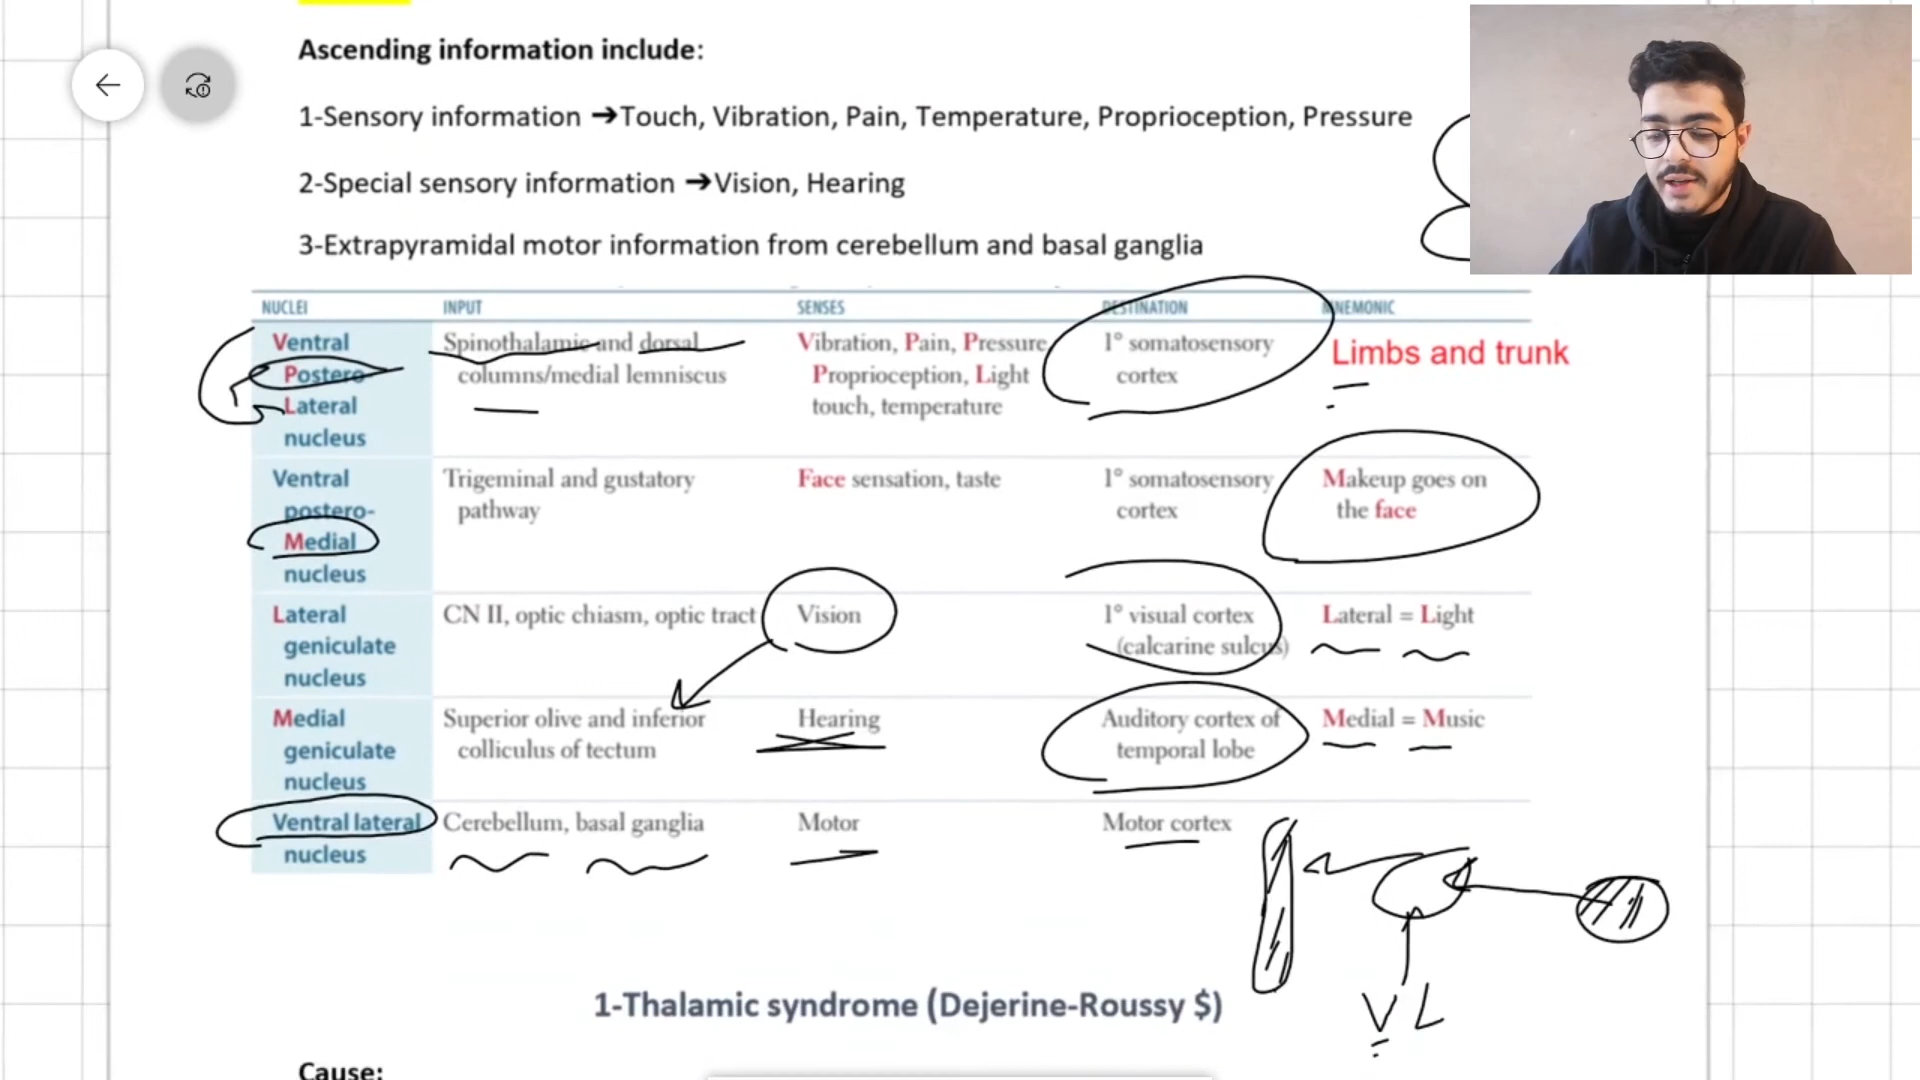 Ascending information include:
1-Sensory information ➔Touch, Vibration, Pain, Temperature, Proprioception, Pressure
2-Special sensory information ➔Vision, Hearing
3-Extrapyramidal motor information from cerebellum and basal ganglia
NUCLEI INPUT SENSES DESTINATION MNEMONIC
Ventral Spinothalamic and dorsal Vibration, Pain, Pressure 1° somatosensory Limbs and trunk
Postero- columns/medial lemniscus Proprioception, Light cortex
Lateral touch, temperature
nucleus
Ventral Trigeminal and gustatory Face sensation, taste 1° somatosensory Makeup goes on
postero- pathway cortex the face
Medial
nucleus
Lateral CN II, optic chiasm, optic tract Vision 1° visual cortex Lateral = Light
geniculate (calcarine sulcus)
nucleus
Medial Superior olive and inferior Hearing Auditory cortex of Medial = Music
geniculate colliculus of tectum temporal lobe
nucleus
Ventral lateral Cerebellum, basal ganglia Motor Motor cortex
nucleus
VL
1-Thalamic syndrome (Dejerine-Roussy $)
Cause: